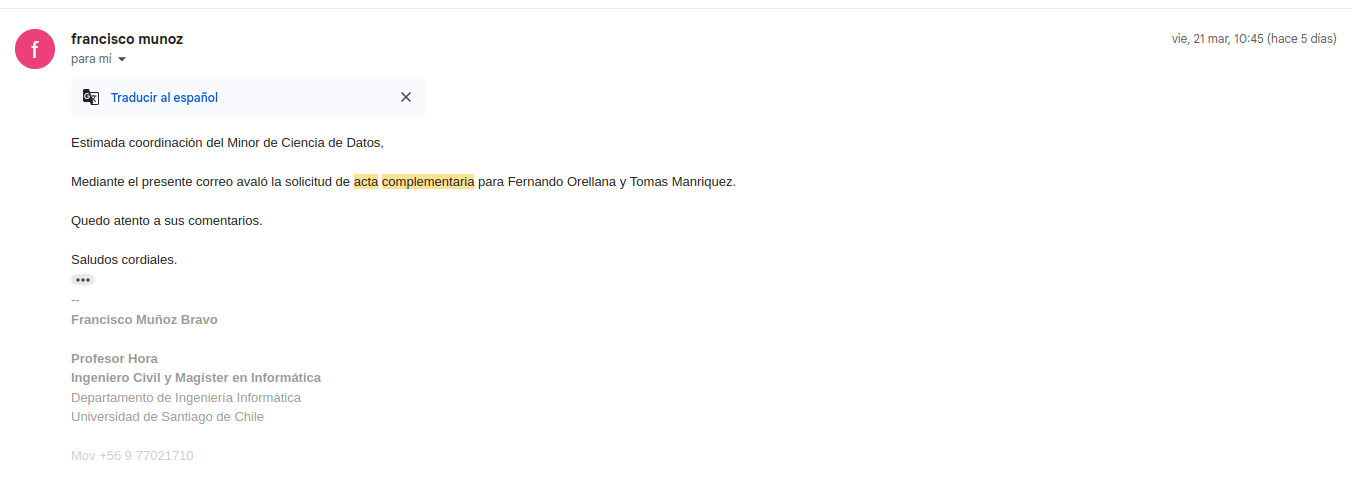 f
francisco munoz
vie, 21 mar, 10:45 (hace 5 días)
para mí
Traducir al español
Estimada coordinación del Minor de Ciencia de Datos,
Mediante el presente correo avaló la solicitud de acta complementaria para Fernando Orellana y Tomas Manriquez.
Quedo atento a sus comentarios.
Saludos cordiales.
--
Francisco Muñoz Bravo
Profesor Hora
Ingeniero Civil y Magíster en Informática
Departamento de Ingeniería Informática
Universidad de Santiago de Chile
Mov +56 9 77021710